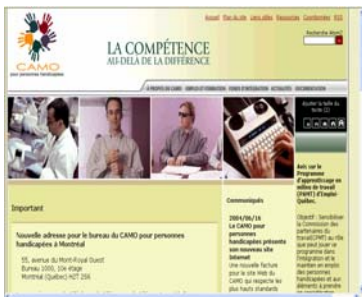 Accueil Plan du site Liens utiles Ressources Coordonnées RSS
Recherche
LA COMPÉTENCE
AU-DELÀ DE LA DIFFÉRENCE
CAMO
pour personnes handicapées
À PROPOS DU CAMO EMPLOI ET FORMATION FONDS D'INTÉGRATION ACTUALITÉS DOCUMENTATION
Ajuster la taille du
texte
Important
Nouvelle adresse pour le bureau du CAMO pour personnes
handicapées à Montréal
55, avenue du Mont-Royal Ouest
Bureau 1000, 10e étage
Montréal (Québec) H2T 2S6
Communiqués
2004/06/16
Le CAMO pour
personnes
handicapées présente
son nouveau site
Internet
Une nouvelle facture
pour le site Web du
CAMO qui respecte les
plus hauts standards
Avis sur le
Programme
d'apprentissage en
milieu de travail
(PAMT) d'Emploi-
Québec.
Objectif : Sensibiliser
la Commission des
partenaires du
travail(CPMT) au rôle
que peut jouer ce
programme dans
l'intégration et le
maintien en emploi
des personnes
handicapées et aux
éléments à prendre